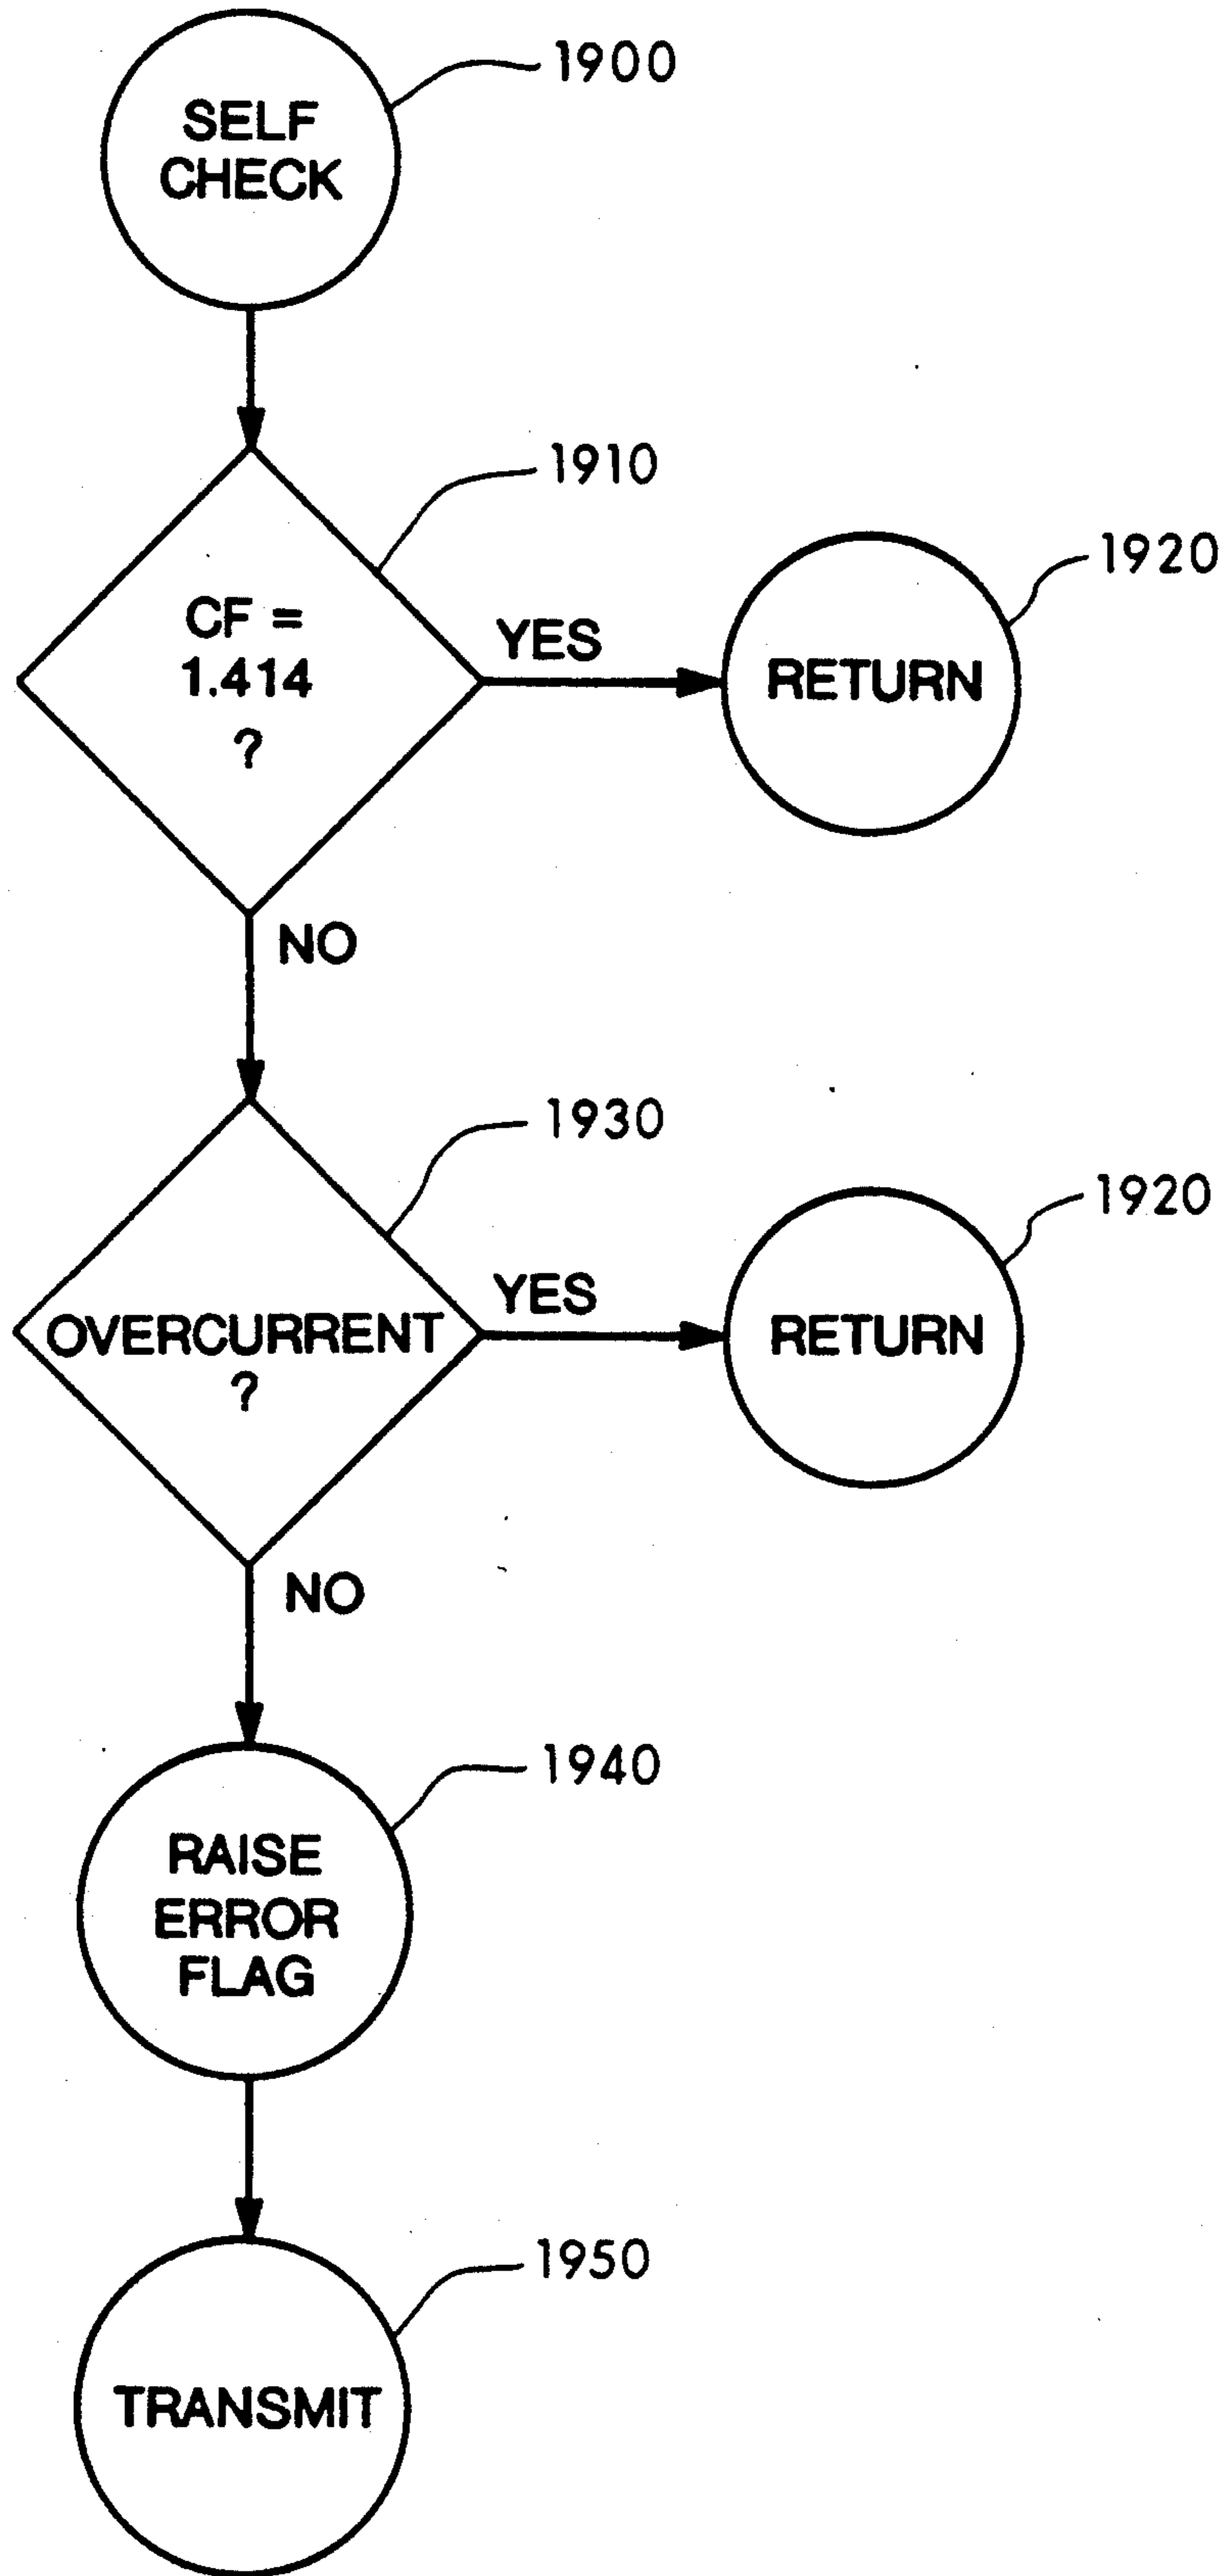 1900
SELF
CHECK
1910
CF =
1.414
?
YES
1920
RETURN
NO
1930
OVERCURRENT
?
YES
1920
RETURN
NO
1940
RAISE
ERROR
FLAG
1950
TRANSMIT